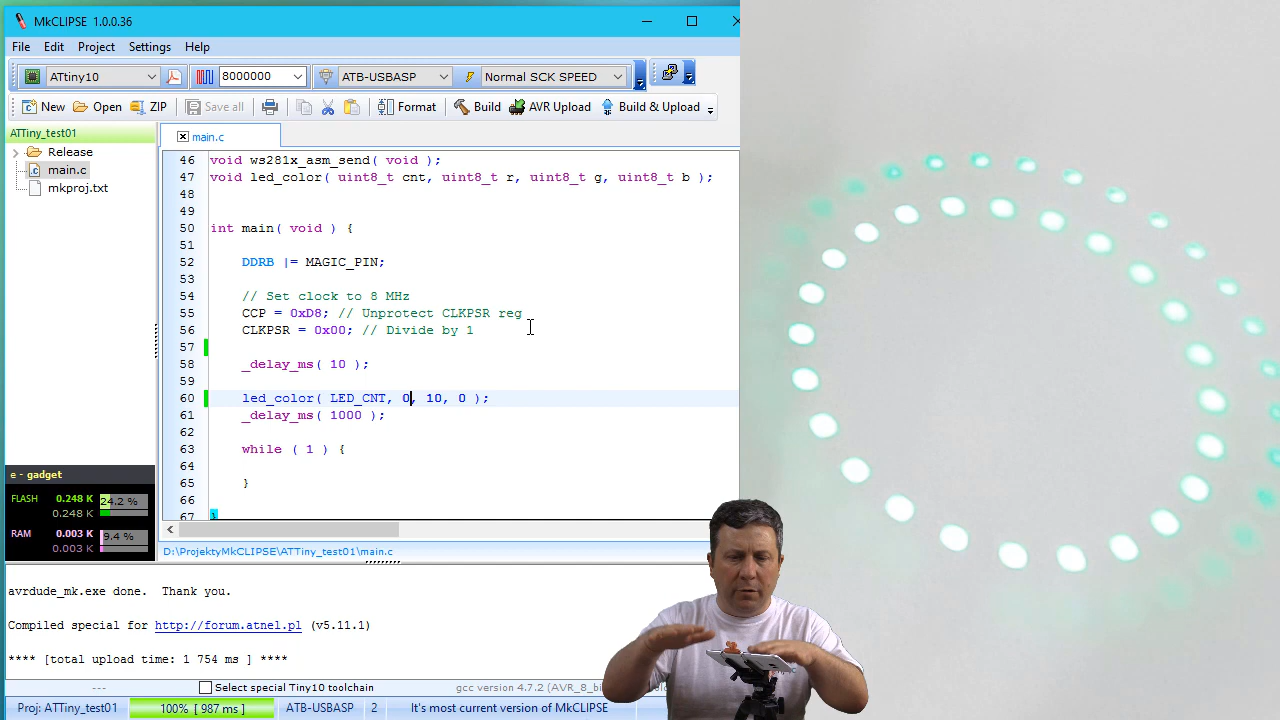 MkCLIPSE 1.0.0.36
File Edit Project Settings Help
ATtiny10 8000000 ATB-USBASP Normal SCK SPEED
New Open ZIP Save all Format Build AVR Upload Build & Upload
ATTiny_test01
Release
main.c
mkproj.txt
main.c
46 void ws281x_asm_send( void );
47 void led_color( uint8_t cnt, uint8_t r, uint8_t g, uint8_t b );
48
49
50 int main( void ) {
51
52 DDRB |= MAGIC_PIN;
53
54 // Set clock to 8 MHz
55 CCP = 0xD8; // Unprotect CLKPSR reg
56 CLKPSR = 0x00; // Divide by 1
57
58 _delay_ms( 10 );
59
60 led_color( LED_CNT, 0, 10, 0 );
61 _delay_ms( 1000 );
62
63 while ( 1 ) {
64
65 }
66
67 }
e - gadget
FLASH 0.248 K 24.2 %
0.248 K
RAM 0.003 K 9.4 %
0.003 K
D:\ProjektyMkCLIPSE\ATTiny_test01\main.c
avrdude_mk.exe done. Thank you.
Compiled special for http://forum.atnel.pl (v5.11.1)
**** [total upload time: 1 754 ms ] ****
--- Select special Tiny10 toolchain gcc version 4.7.2 (AVR_8_bi
Proj: ATTiny_test01 100% [ 987 ms ] ATB-USBASP 2 It's most current version of MkCLIPSE